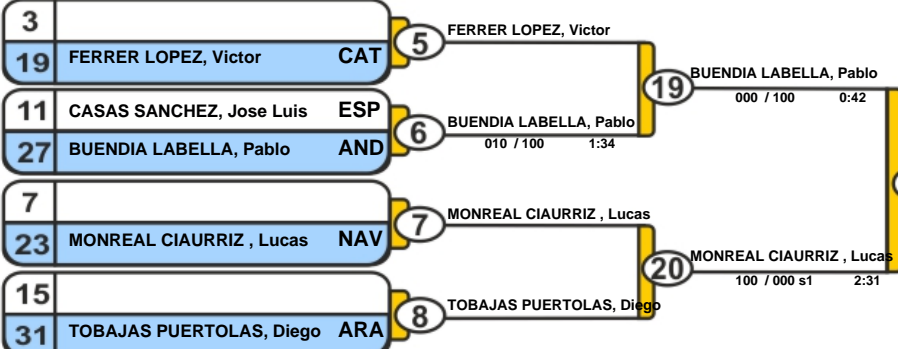 3
19 FERRER LOPEZ, Victor CAT
5
FERRER LOPEZ, Victor
11 CASAS SANCHEZ, Jose Luis ESP
27 BUENDIA LABELLA, Pablo AND
6
BUENDIA LABELLA, Pablo
010 / 100 1:34
19
BUENDIA LABELLA, Pablo
000 / 100 0:42
7
23 MONREAL CIAURRIZ , Lucas NAV
7
MONREAL CIAURRIZ , Lucas
15
31 TOBAJAS PUERTOLAS, Diego ARA
8
TOBAJAS PUERTOLAS, Diego
20
MONREAL CIAURRIZ , Lucas
100 / 000 s1 2:31